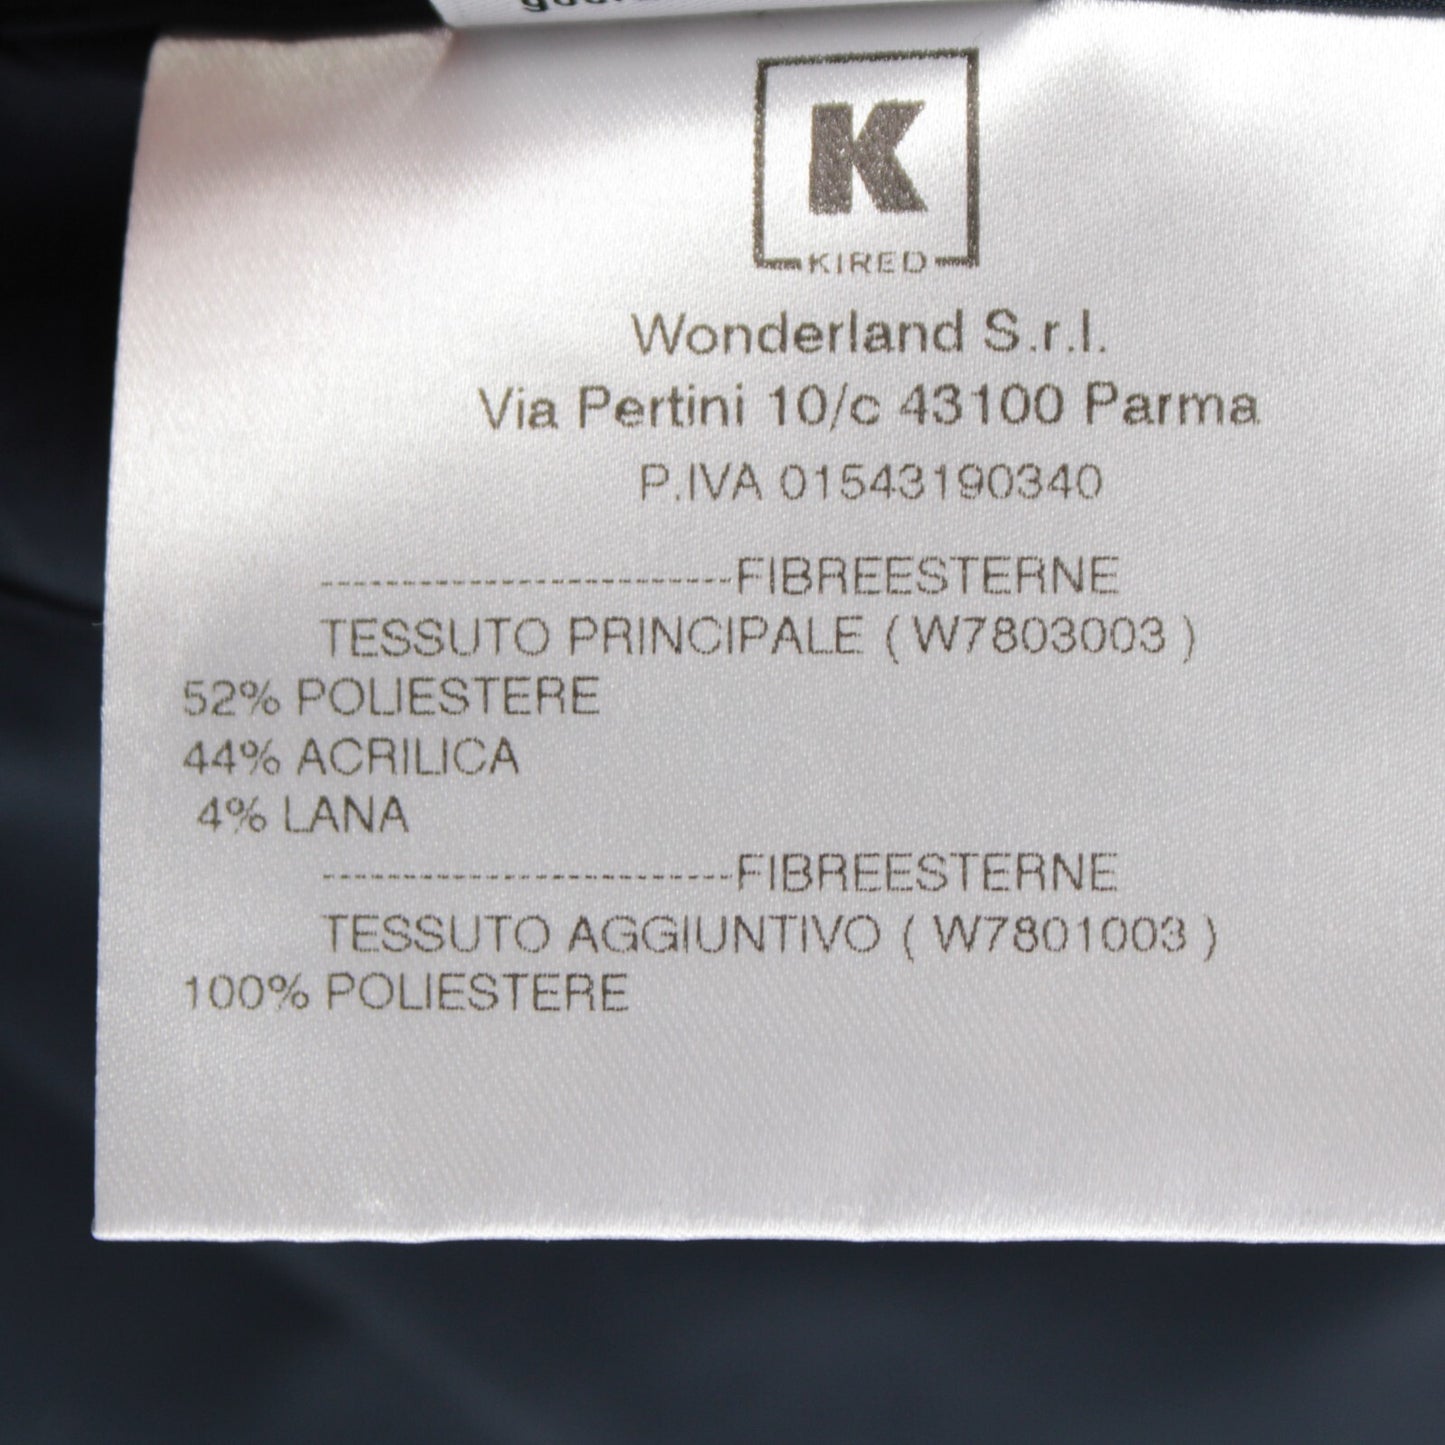 K
KIRED
Wonderland S.r.l.
Via Pertini 10/c 43100 Parma
P.IVA 01543190340
-------------------------FIBREESTERNE
TESSUTO PRINCIPALE ( W7803003 )
52% POLIESTERE
44% ACRILICA
4% LANA
-------------------------FIBREESTERNE
TESSUTO AGGIUNTIVO ( W7801003 )
100% POLIESTERE